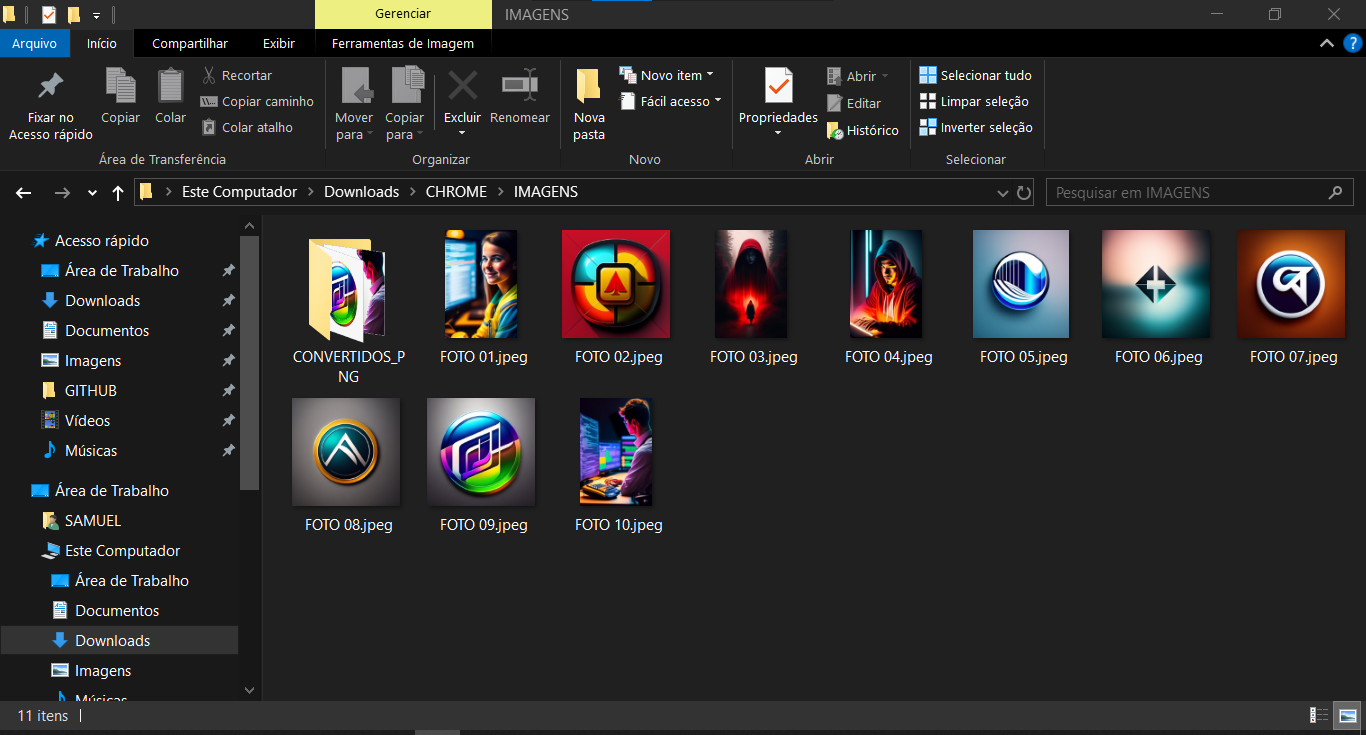 Gerenciar
IMAGENS
Arquivo
Início
Compartilhar
Exibir
Ferramentas de Imagem
Fixar no
Acesso rápido
Copiar
Colar
Recortar
Copiar caminho
Colar atalho
Área de Transferência
Mover
para
Copiar
para
Excluir
Renomear
Organizar
Nova
pasta
Novo item
Fácil acesso
Novo
Propriedades
Abrir
Editar
Histórico
Abrir
Selecionar tudo
Limpar seleção
Inverter seleção
Selecionar
Este Computador
Downloads
CHROME
IMAGENS
Pesquisar em IMAGENS
Acesso rápido
Área de Trabalho
Downloads
Documentos
Imagens
GITHUB
Vídeos
Músicas
Área de Trabalho
SAMUEL
Este Computador
Área de Trabalho
Documentos
Downloads
Imagens
Músicas
CONVERTIDOS_P
NG
FOTO 01.jpeg
FOTO 02.jpeg
FOTO 03.jpeg
FOTO 04.jpeg
FOTO 05.jpeg
FOTO 06.jpeg
FOTO 07.jpeg
FOTO 08.jpeg
FOTO 09.jpeg
FOTO 10.jpeg
11 itens